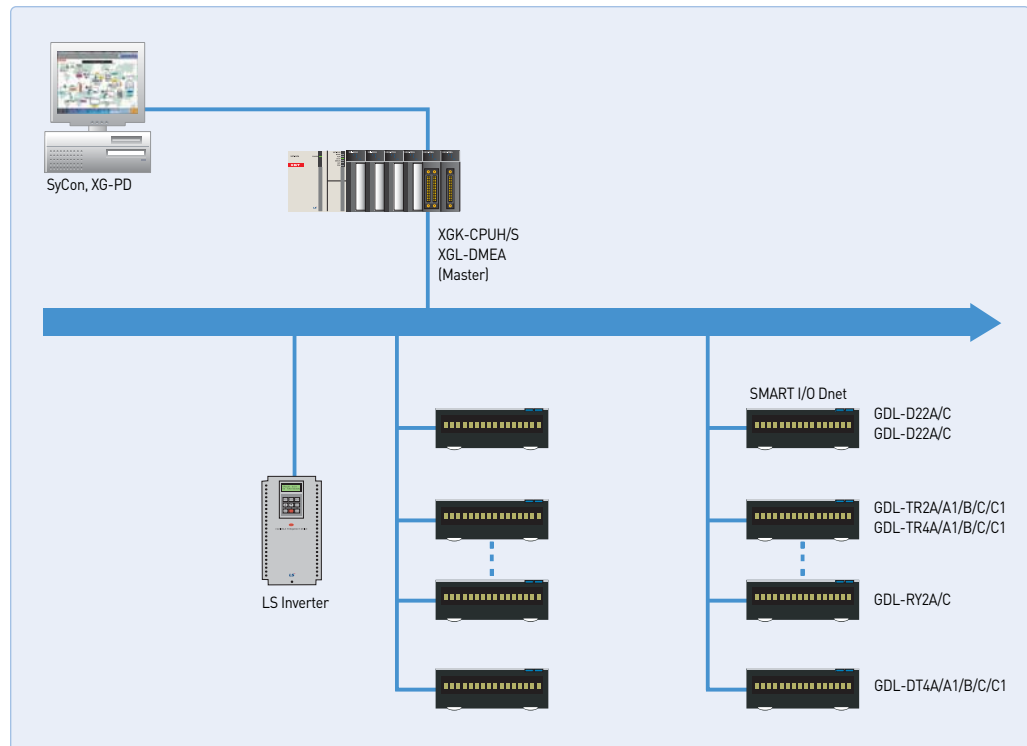 SyCon, XG-PD
XGK-CPUH/S
XGL-DMEA
(Master)
SMART I/O Dnet
GDL-D22A/C
GDL-D22A/C
GDL-TR2A/A1/B/C/C1
GDL-TR4A/A1/B/C/C1
LS Inverter
GDL-RY2A/C
GDL-DT4A/A1/B/C/C1